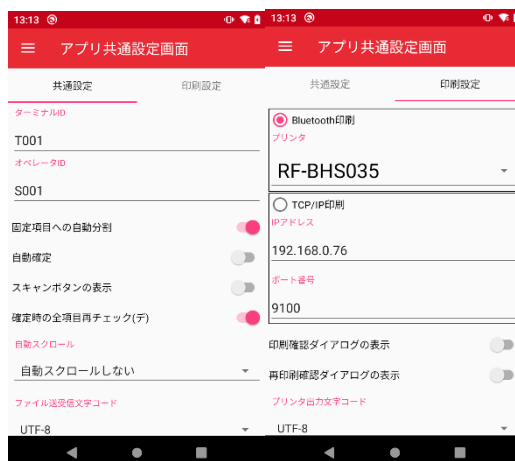 13:13
アプリ共通設定画面
共通設定
印刷設定
ターミナルID
T001
オペレータID
S001
固定項目への自動分割
自動確定
スキャンボタンの表示
確定時の全項目再チェック(デ)
自動スクロール
自動スクロールしない
ファイル送受信文字コード
UTF-8
13:13
アプリ共通設定画面
共通設定
印刷設定
Bluetooth印刷
プリンタ
RF-BHS035
TCP/IP印刷
IPアドレス
192.168.0.76
ポート番号
9100
印刷確認ダイアログの表示
再印刷確認ダイアログの表示
プリンタ出力文字コード
UTF-8